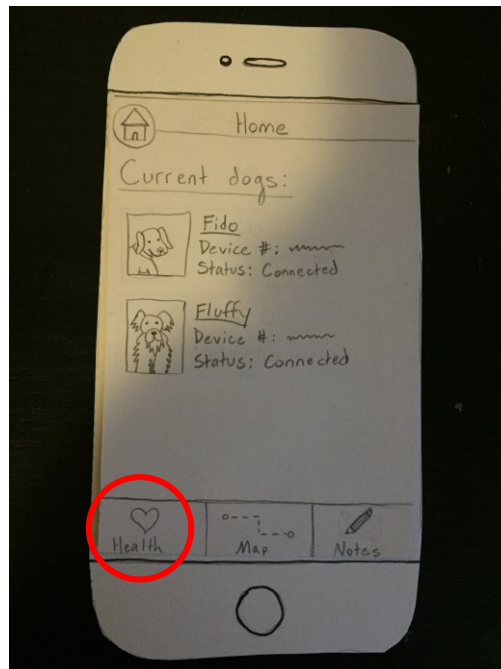 Home
Current dogs:
Fido
Device #:
Status: Connected
Fluffy
Device #:
Status: Connected
Health
Map
Notes